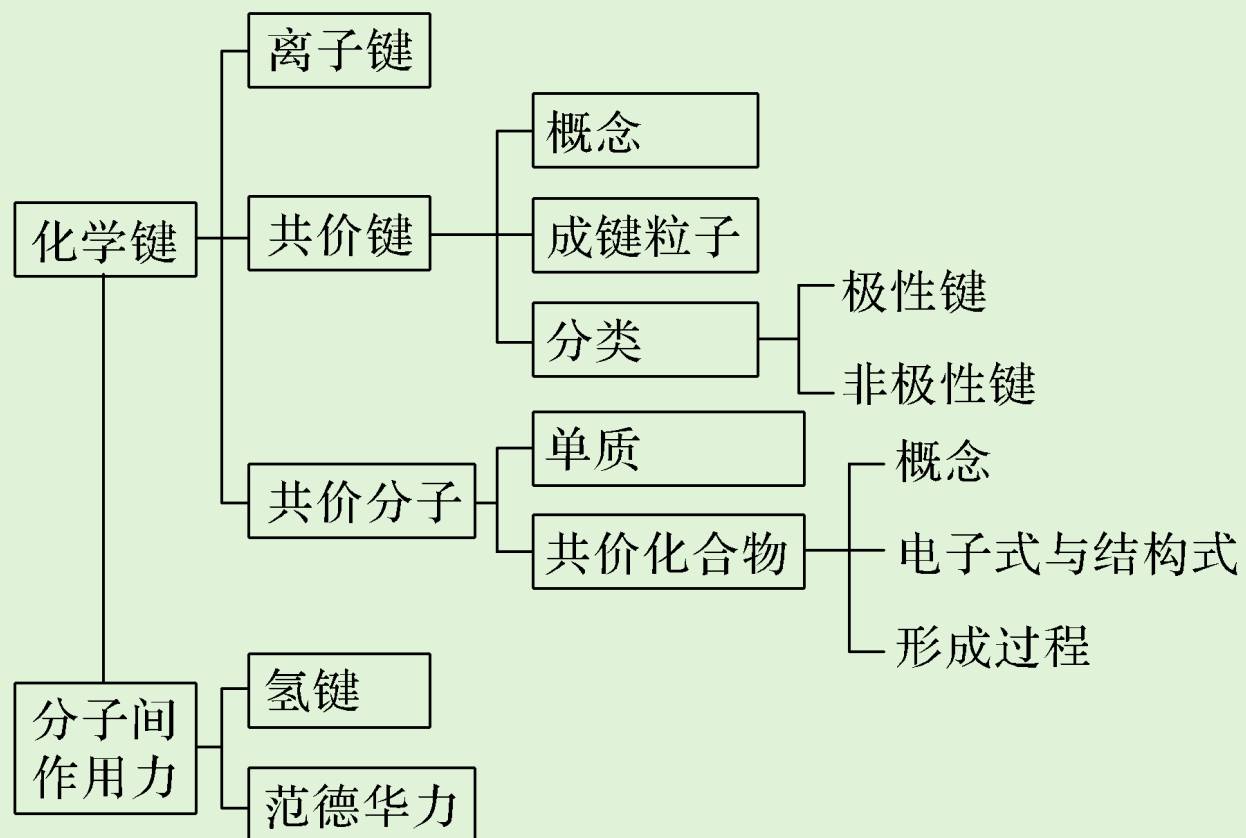 离子键
概念
化学键
共价键
成键粒子
极性键
分类
非极性键
单质
概念
共价分子
共价化合物
电子式与结构式
形成过程
氢键
分子间
作用力
范德华力